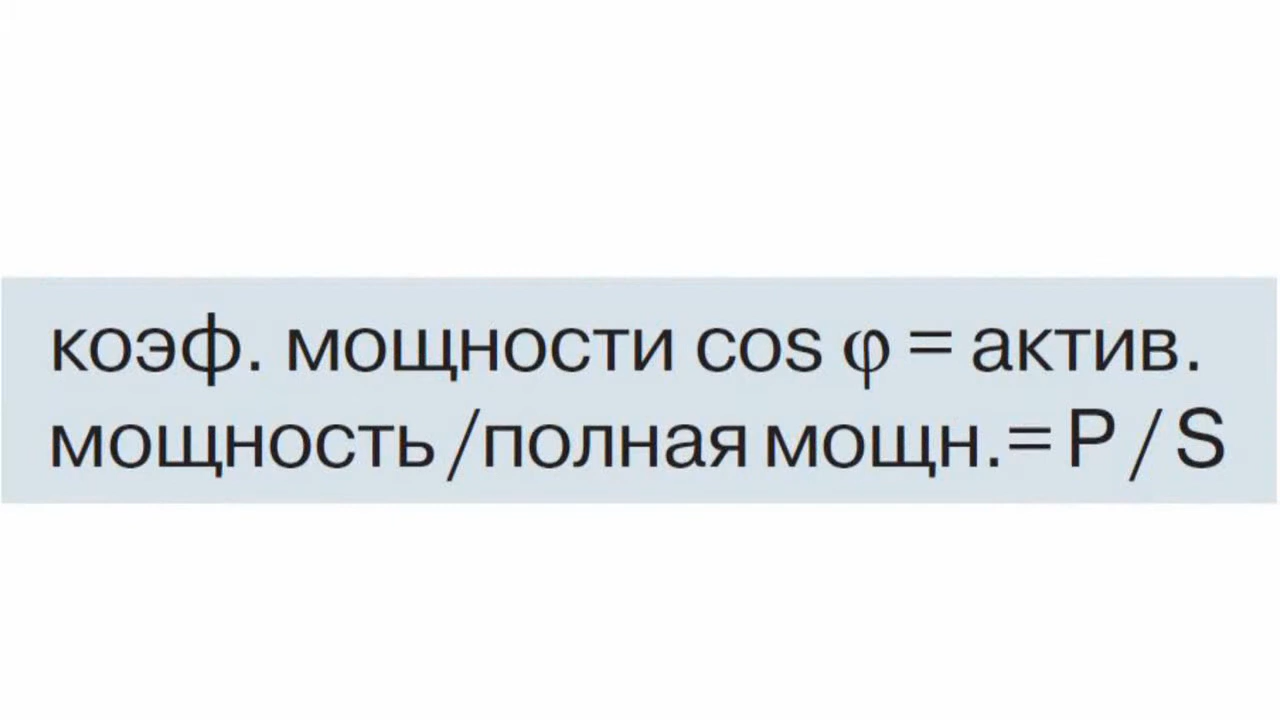 коэф. мощности cos φ = актив.
мощность /полная мощн.= P / S